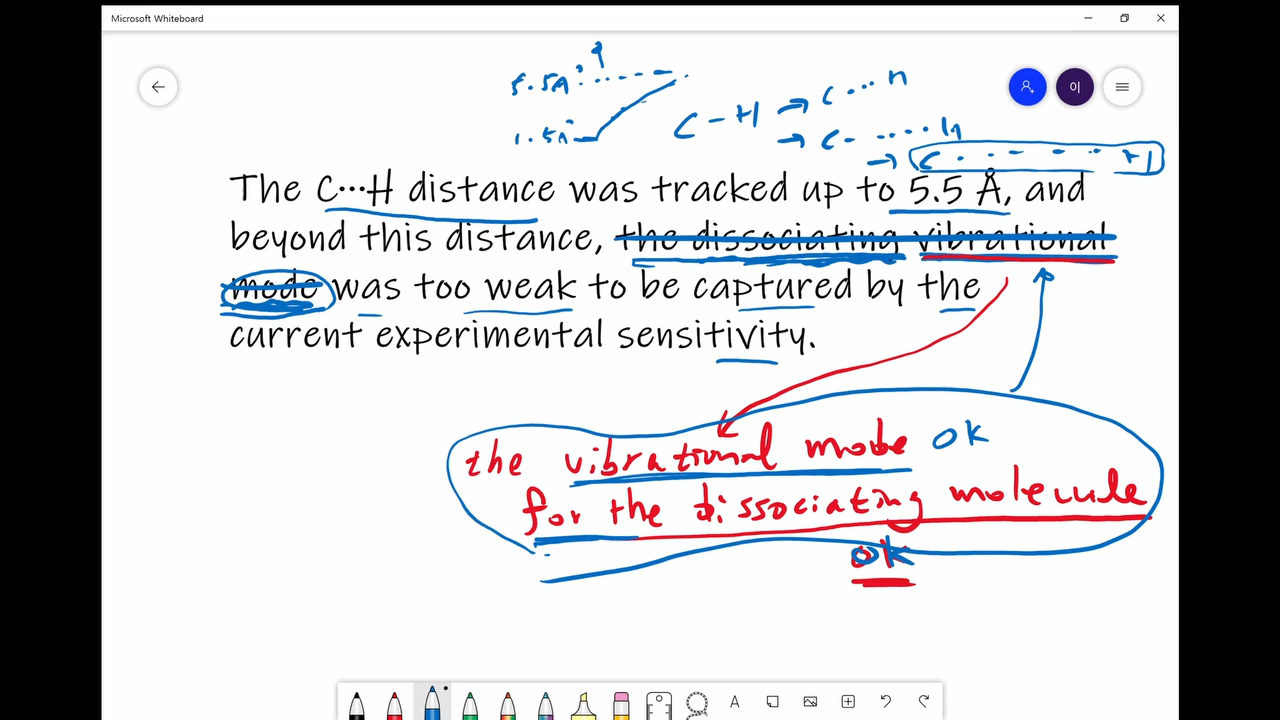 Microsoft Whiteboard
이
5.5Å
1.5Å
C - H → C ... H
→ C- ..... H
→ C . . - - . . H
The C···H distance was tracked up to 5.5 Å, and
beyond this distance, the dissociating vibrational
mode was too weak to be captured by the
current experimental sensitivity.
the vibrational mode ok
for the dissociating molecule
ok
A